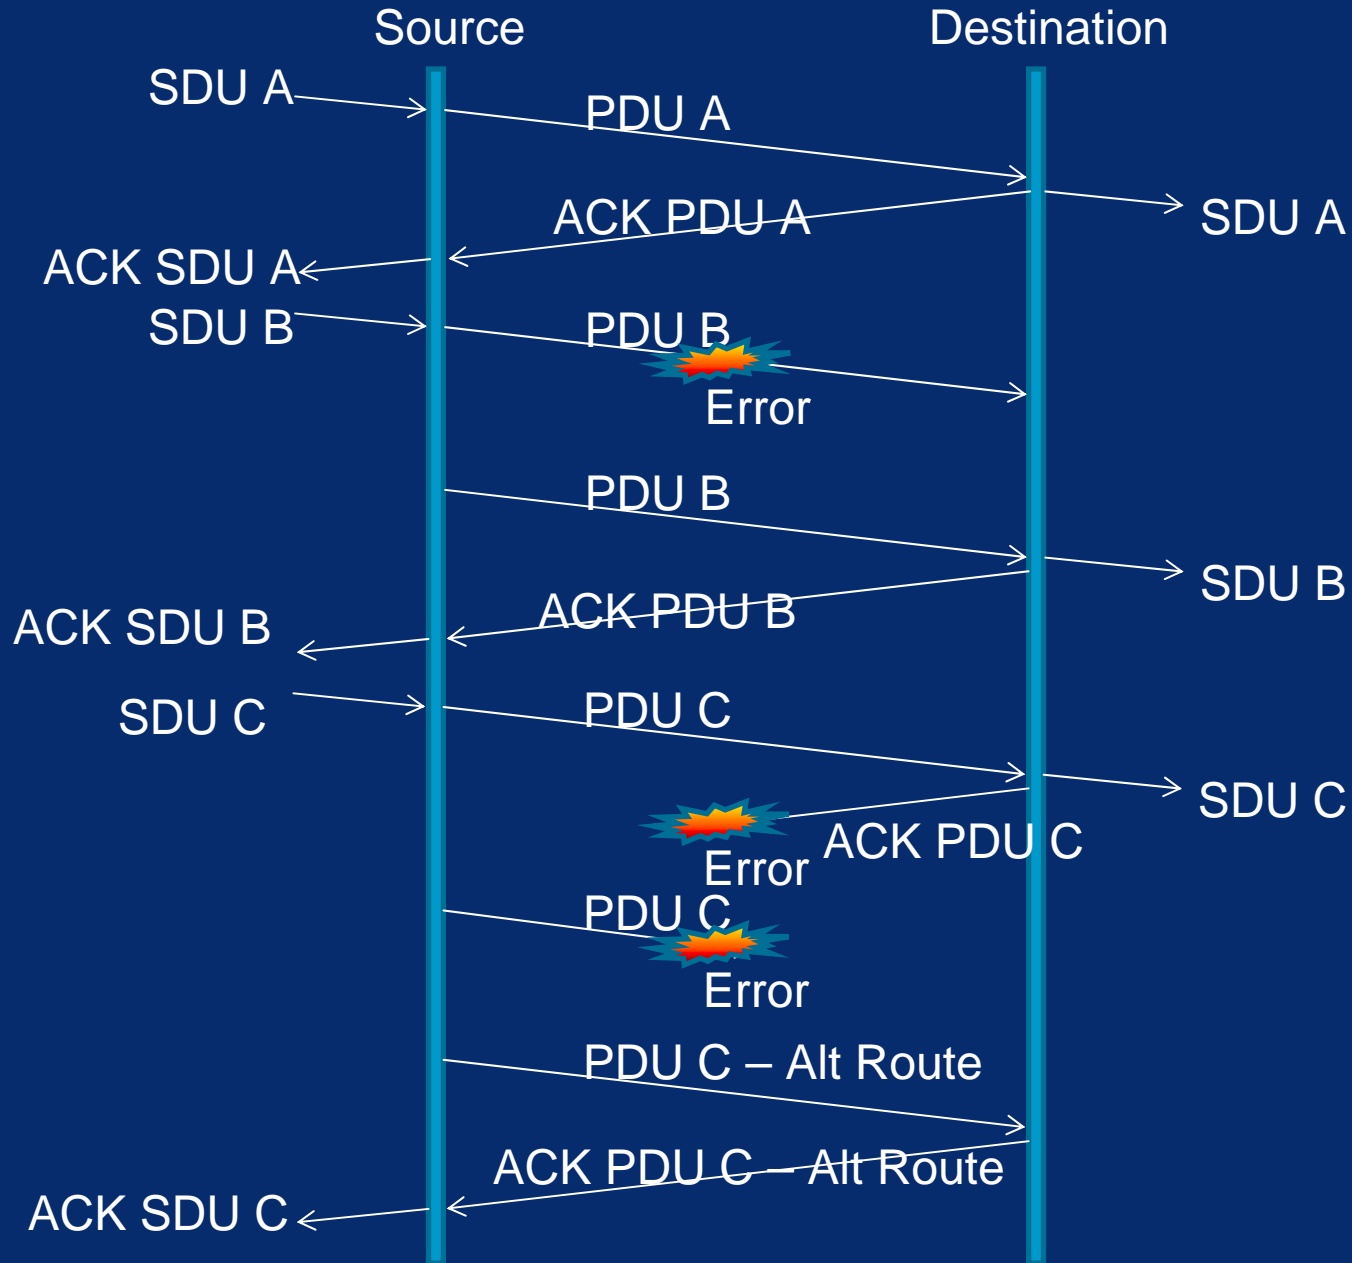 Source
Destination
SDU A
PDU A
ACK PDU A
SDU A
ACK SDU A
SDU B
PDU B
Error
PDU B
SDU B
ACK PDU B
ACK SDU B
SDU C
PDU C
SDU C
ACK PDU C
Error
PDU C
Error
PDU C – Alt Route
ACK PDU C – Alt Route
ACK SDU C